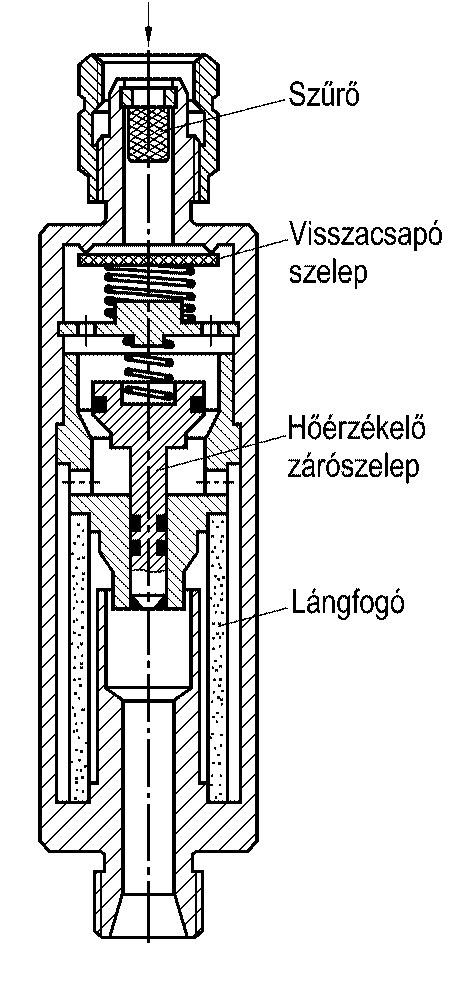 Szűrő
Visszacsapó
szelep
Hőérzékelő
zárószelep
Lángfogó